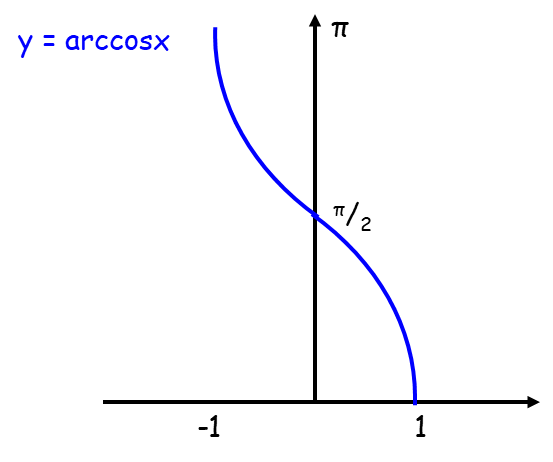 y = arccosx
π
π/2
-1
1